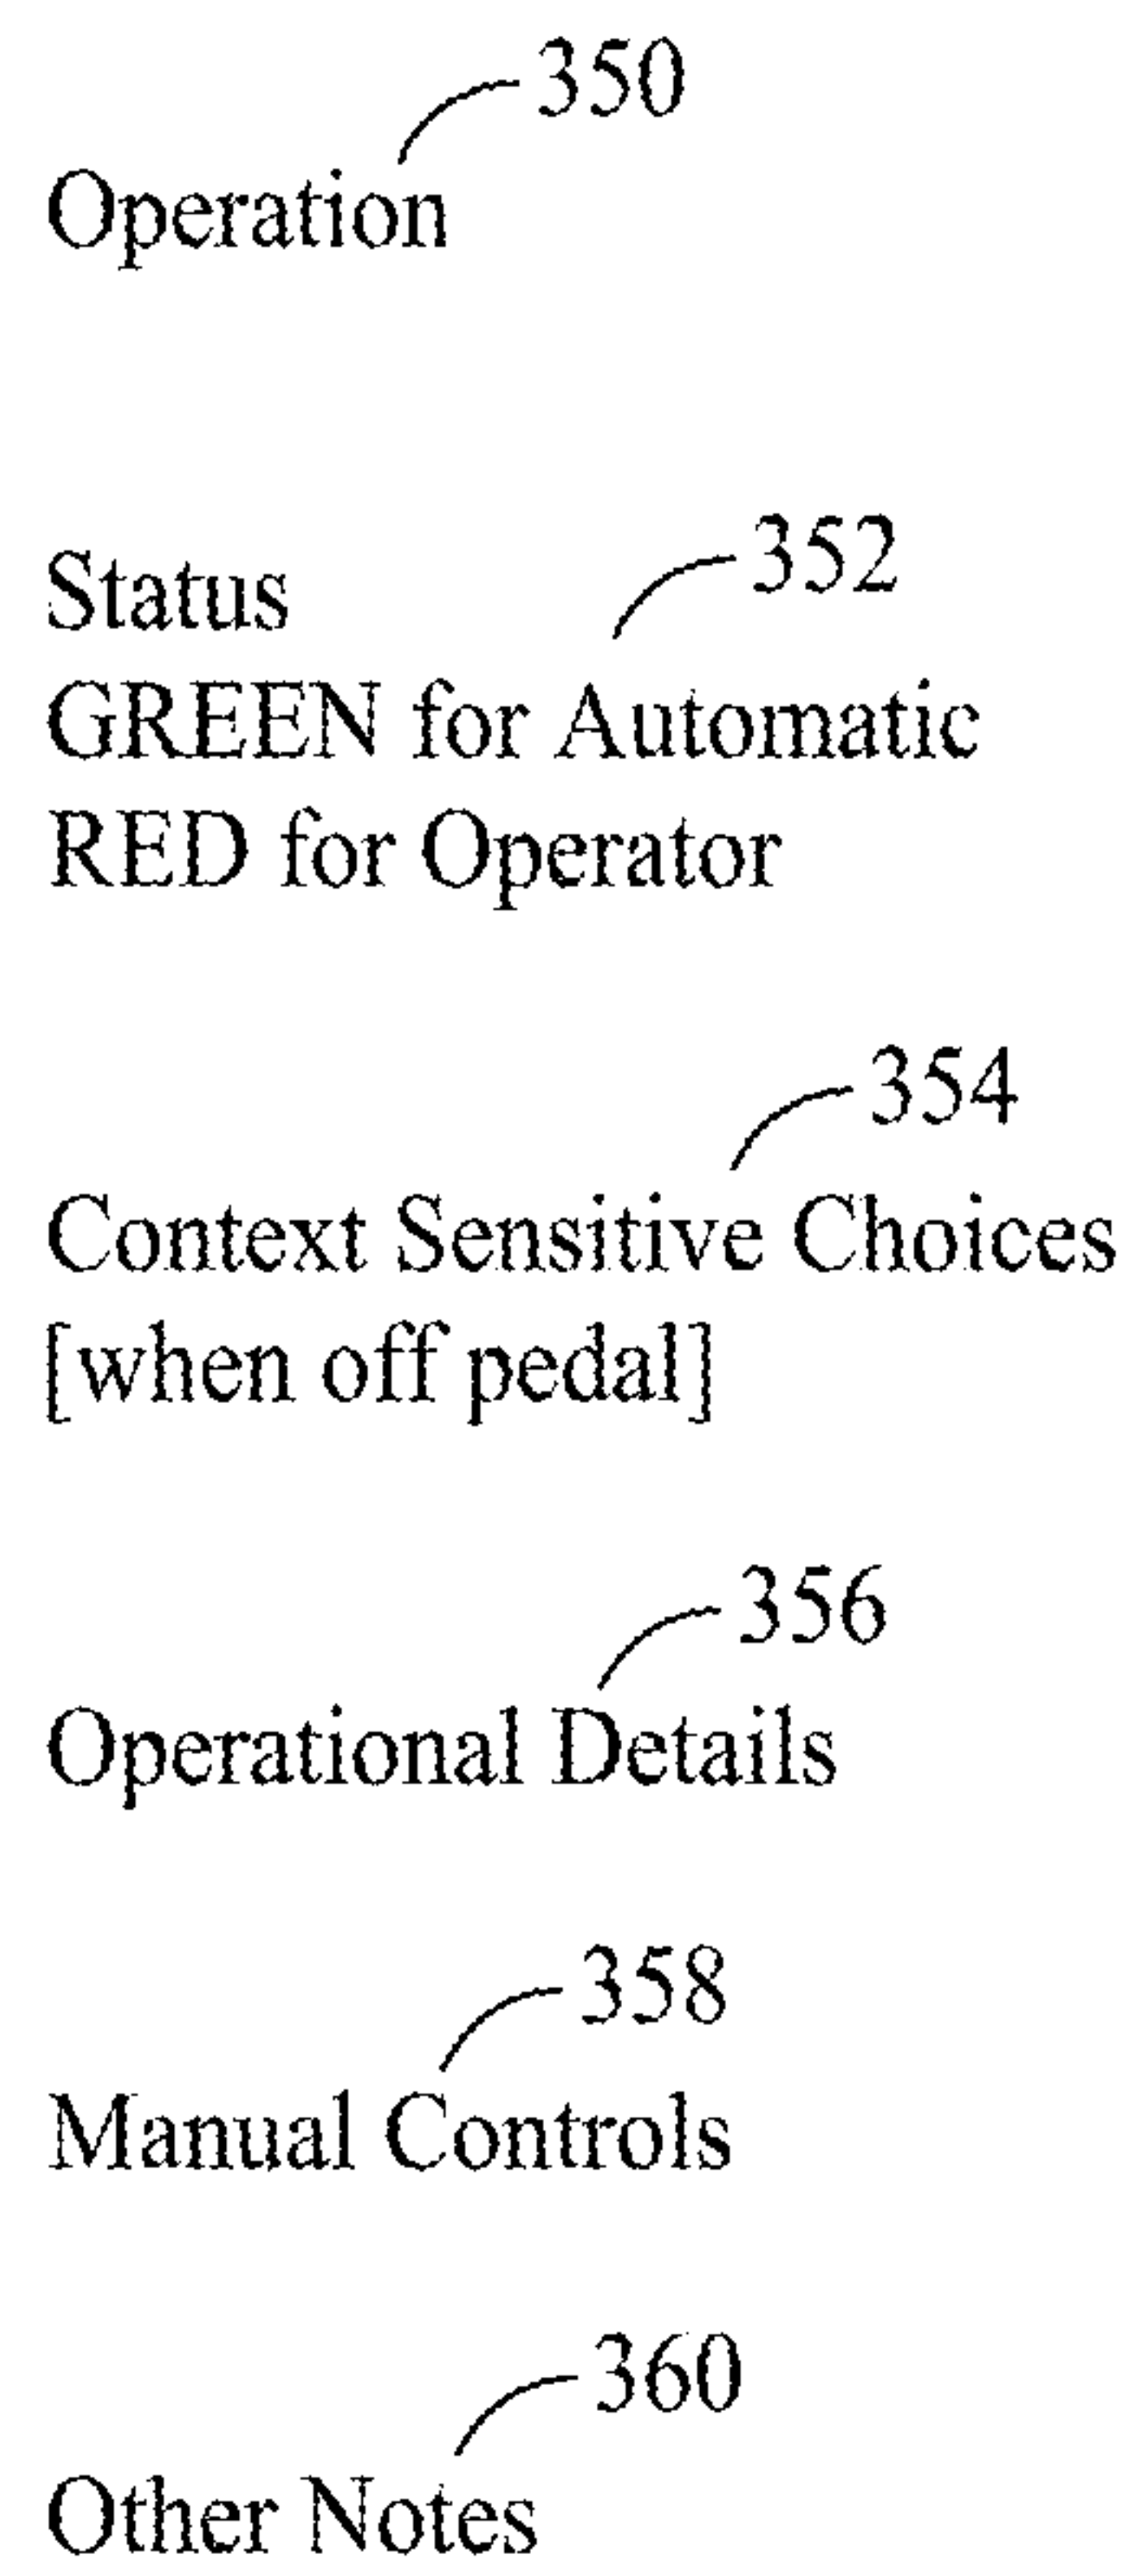 350
Operation
352
Status
GREEN for Automatic
RED for Operator
354
Context Sensitive Choices
[when off pedal]
356
Operational Details
358
Manual Controls
360
Other Notes